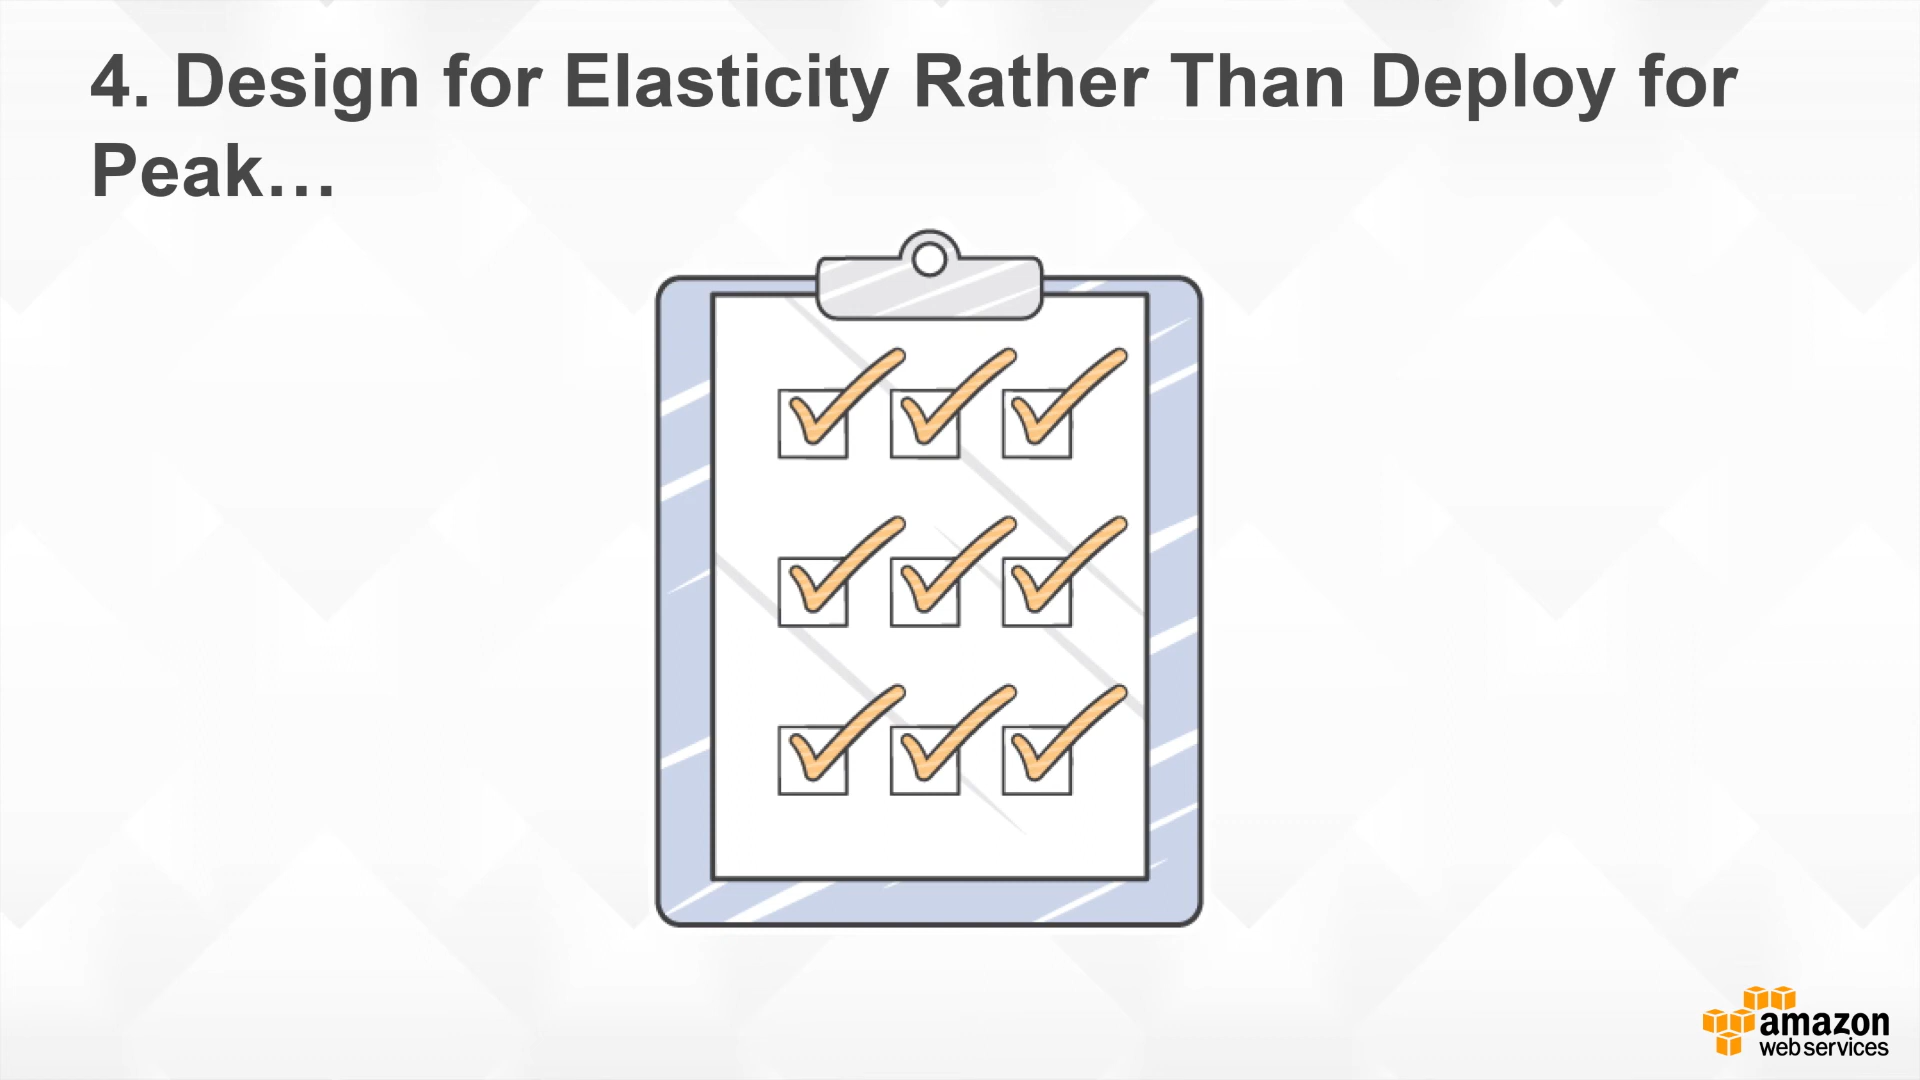 4. Design for Elasticity Rather Than Deploy for
Peak…
amazon
web services